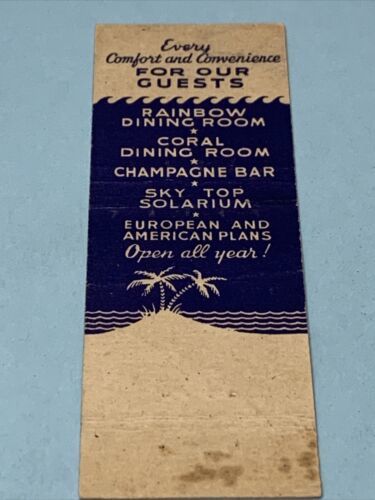 Every
Comfort and Convenience
FOR OUR
GUESTS
RAINBOW
DINING ROOM
★
CORAL
DINING ROOM
★
CHAMPAGNE BAR
★
SKY TOP
SOLARIUM
★
EUROPEAN AND
AMERICAN PLANS
Open all year!